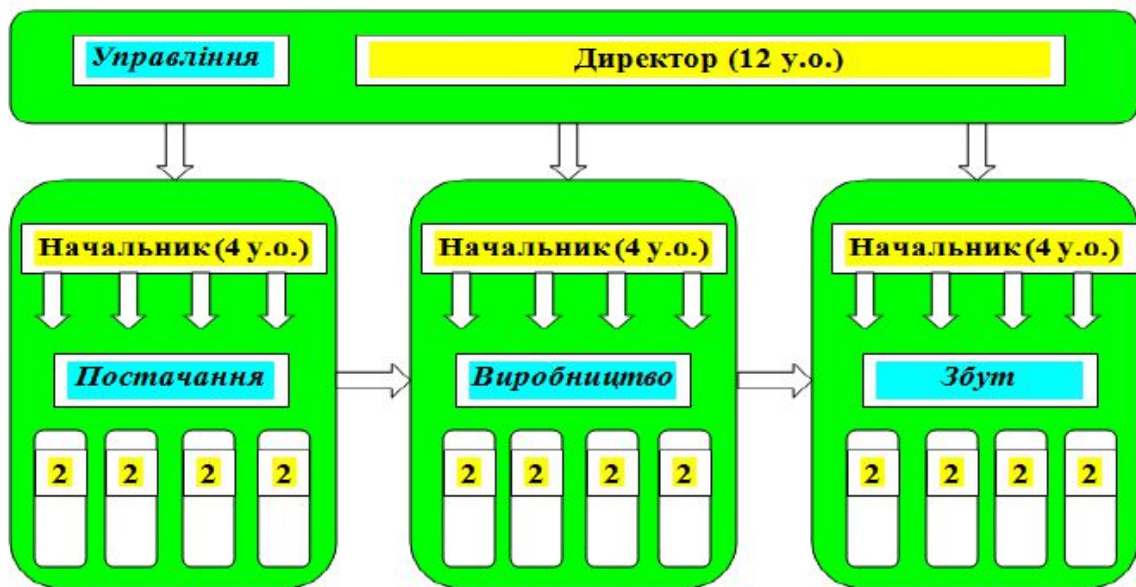 Управління
Директор (12 у.о.)
Начальник (4 у.о.)
Начальник (4 у.о.)
Начальник (4 у.о.)
Постачання
Виробництво
Збут
2 2 2 2
2 2 2 2
2 2 2 2